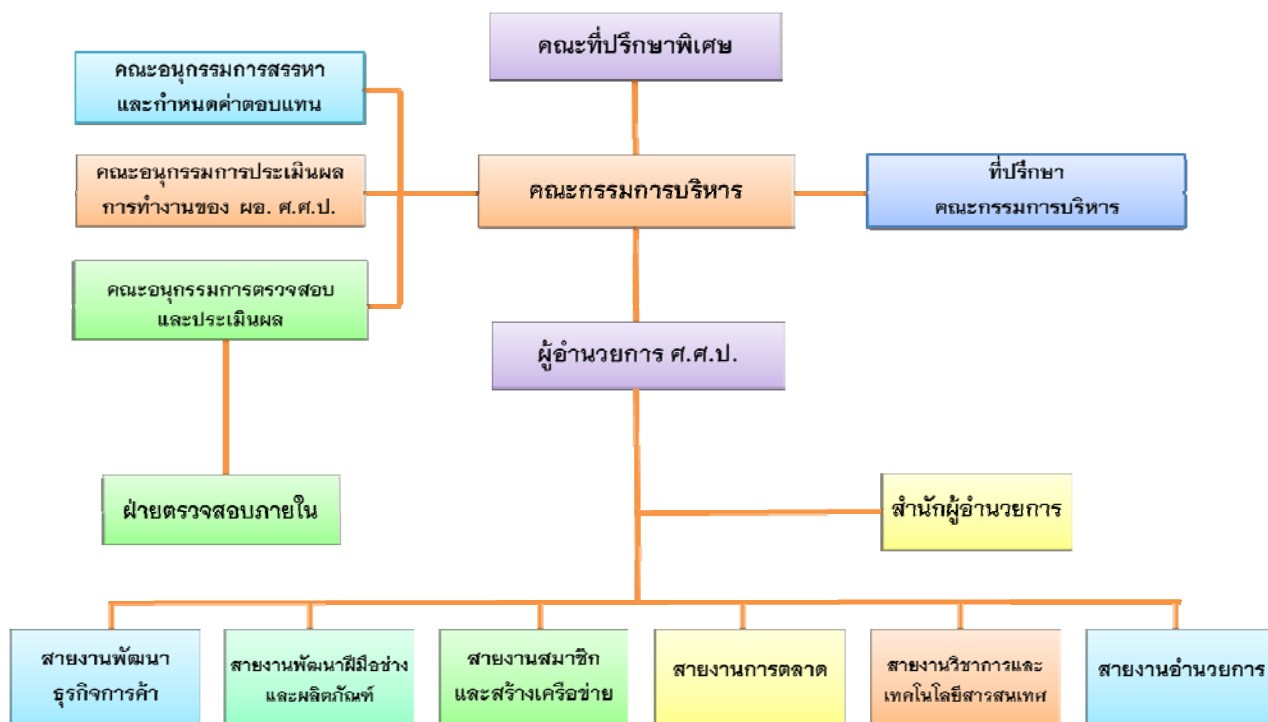 คณะที่ปรึกษาพิเศษ
คณะอนุกรรมการสรรหา
และกำหนดค่าตอบแทน
คณะอนุกรรมการประเมินผล
การทำงานของ ผอ. ศ.ศ.ป.
คณะกรรมการบริหาร
ที่ปรึกษา
คณะกรรมการบริหาร
คณะอนุกรรมการตรวจสอบ
และประเมินผล
ผู้อำนวยการ ศ.ศ.ป.
ฝ่ายตรวจสอบภายใน
สำนักผู้อำนวยการ
สายงานพัฒนา
ธุรกิจการค้า
สายงานพัฒนาฝีมือช่าง
และผลิตภัณฑ์
สายงานสมาชิก
และสร้างเครือข่าย
สายงานการตลาด
สายงานวิชาการและ
เทคโนโลยีสารสนเทศ
สายงานอำนวยการ